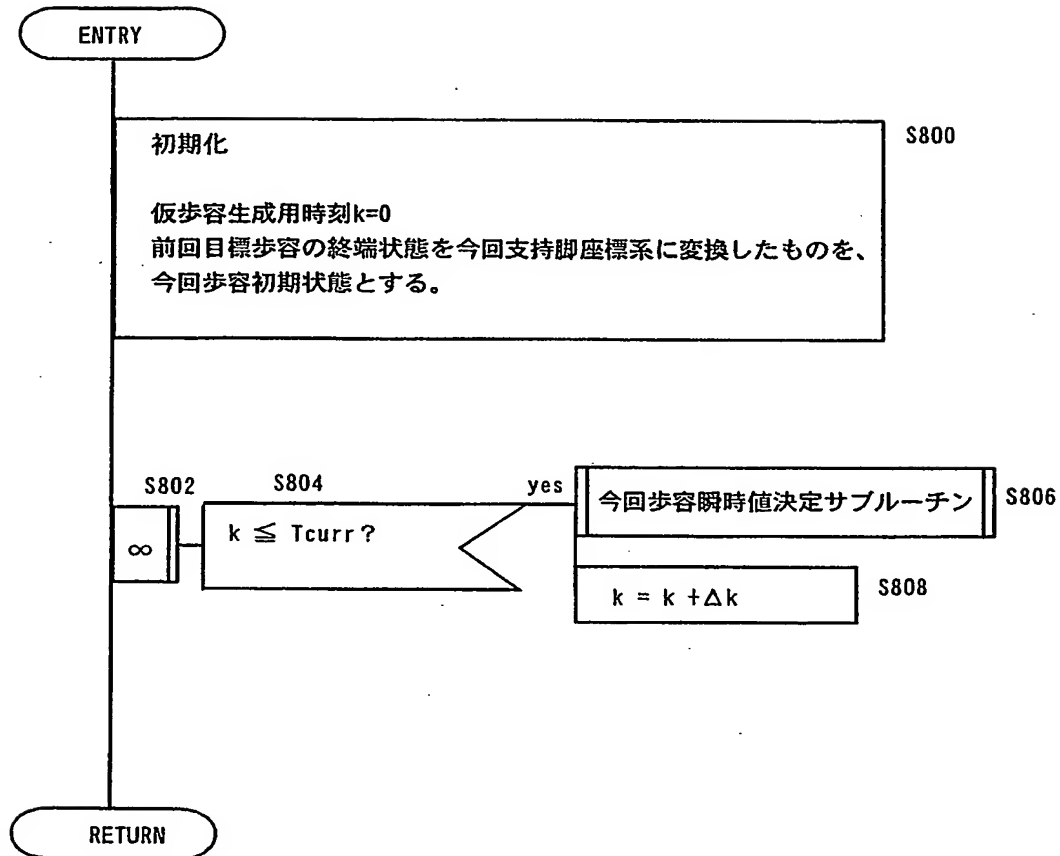 ENTRY
初期化
S800
仮歩容生成用時刻k=0
前回目標歩容の終端状態を今回支持脚座標系に変換したものを、
今回歩容初期状態とする。
S802
S804
yes
∞
k ≦ Tcurr?
今回歩容瞬時値決定サブルーチン
S806
k = k +Δk
S808
RETURN